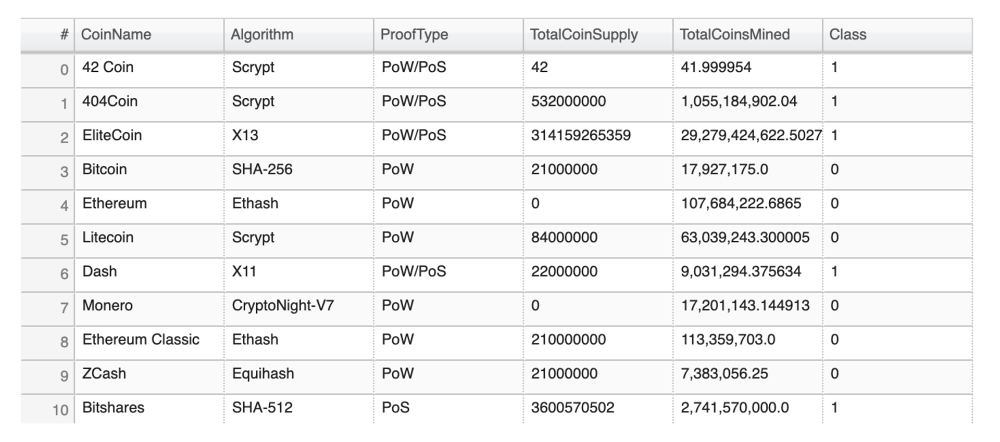 # CoinName Algorithm ProofType TotalCoinSupply TotalCoinsMined Class
0 42 Coin Scrypt PoW/PoS 42 41.999954 1
1 404Coin Scrypt PoW/PoS 532000000 1,055,184,902.04 1
2 EliteCoin X13 PoW/PoS 314159265359 29,279,424,622.5027 1
3 Bitcoin SHA-256 PoW 21000000 17,927,175.0 0
4 Ethereum Ethash PoW 0 107,684,222.6865 0
5 Litecoin Scrypt PoW 84000000 63,039,243.300005 0
6 Dash X11 PoW/PoS 22000000 9,031,294.375634 1
7 Monero CryptoNight-V7 PoW 0 17,201,143.144913 0
8 Ethereum Classic Ethash PoW 210000000 113,359,703.0 0
9 ZCash Equihash PoW 21000000 7,383,056.25 0
10 Bitshares SHA-512 PoS 3600570502 2,741,570,000.0 1